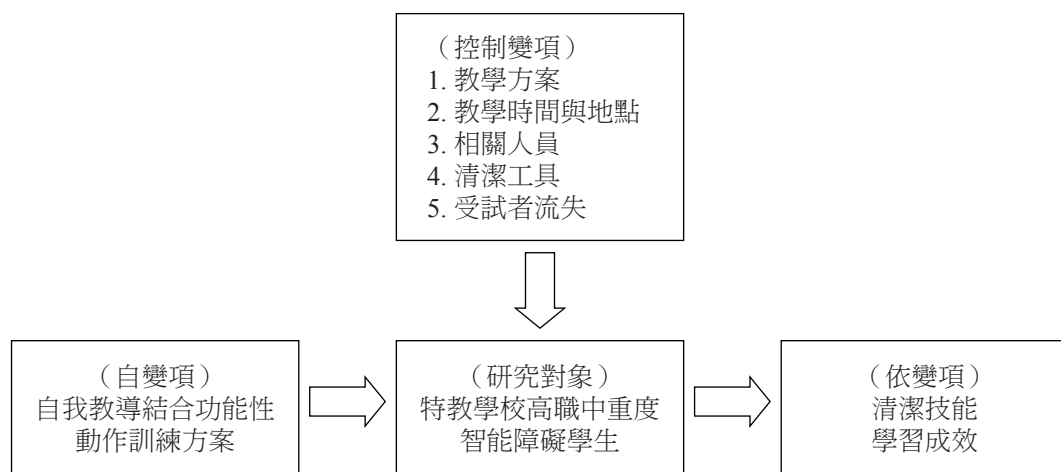 （控制變項）
1. 教學方案
2. 教學時間與地點
3. 相關人員
4. 清潔工具
5. 受試者流失
（自變項）
自我教導結合功能性
動作訓練方案
（研究對象）
特教學校高職中重度
智能障礙學生
（依變項）
清潔技能
學習成效